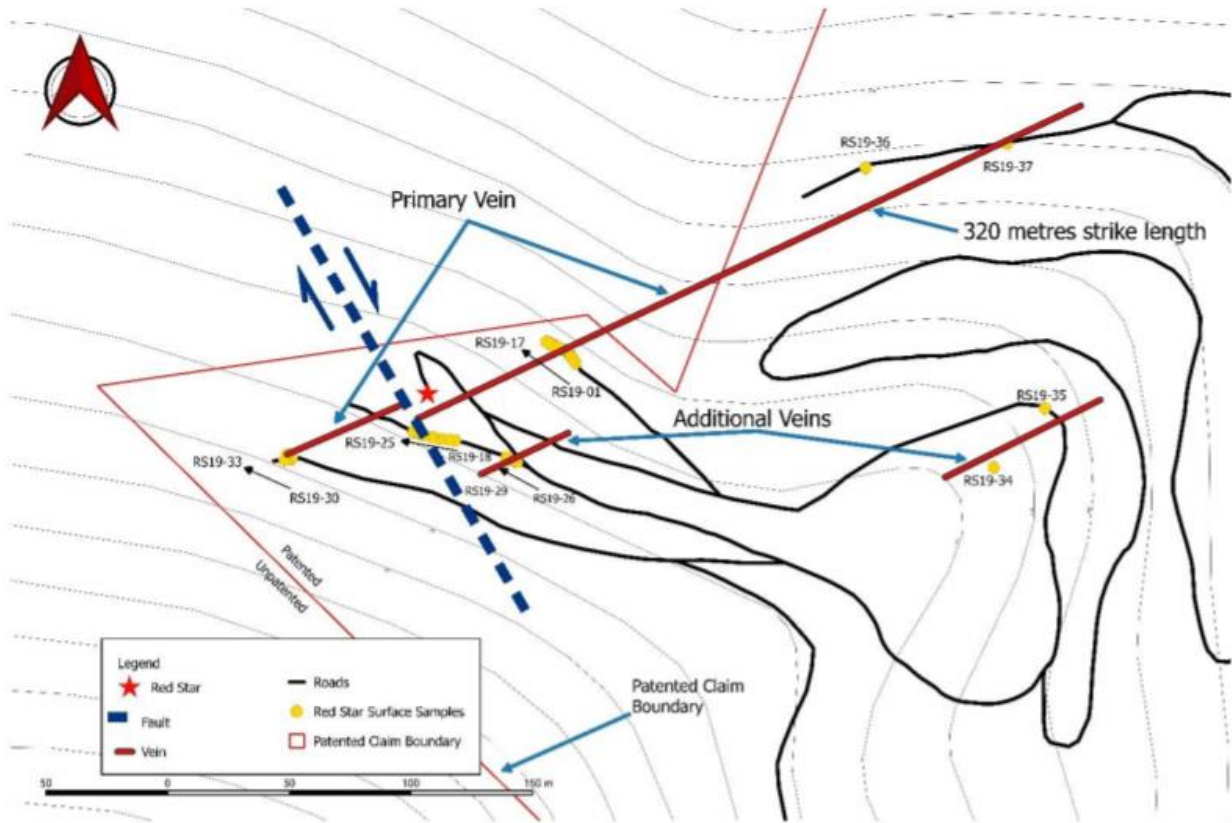 RS19-36
RS19-37
Primary Vein
320 metres strike length
RS19-17
RS19-01
RS19-35
Additional Veins
RS19-25
RS19-18
RS19-33
RS19-34
RS19-29
RS19-26
RS19-30
Patented
Unpatented
Legend
Red Star
Roads
Fault
Red Star Surface Samples
Vein
Patented Claim Boundary
Patented Claim
Boundary
50
0
50
100
150 m